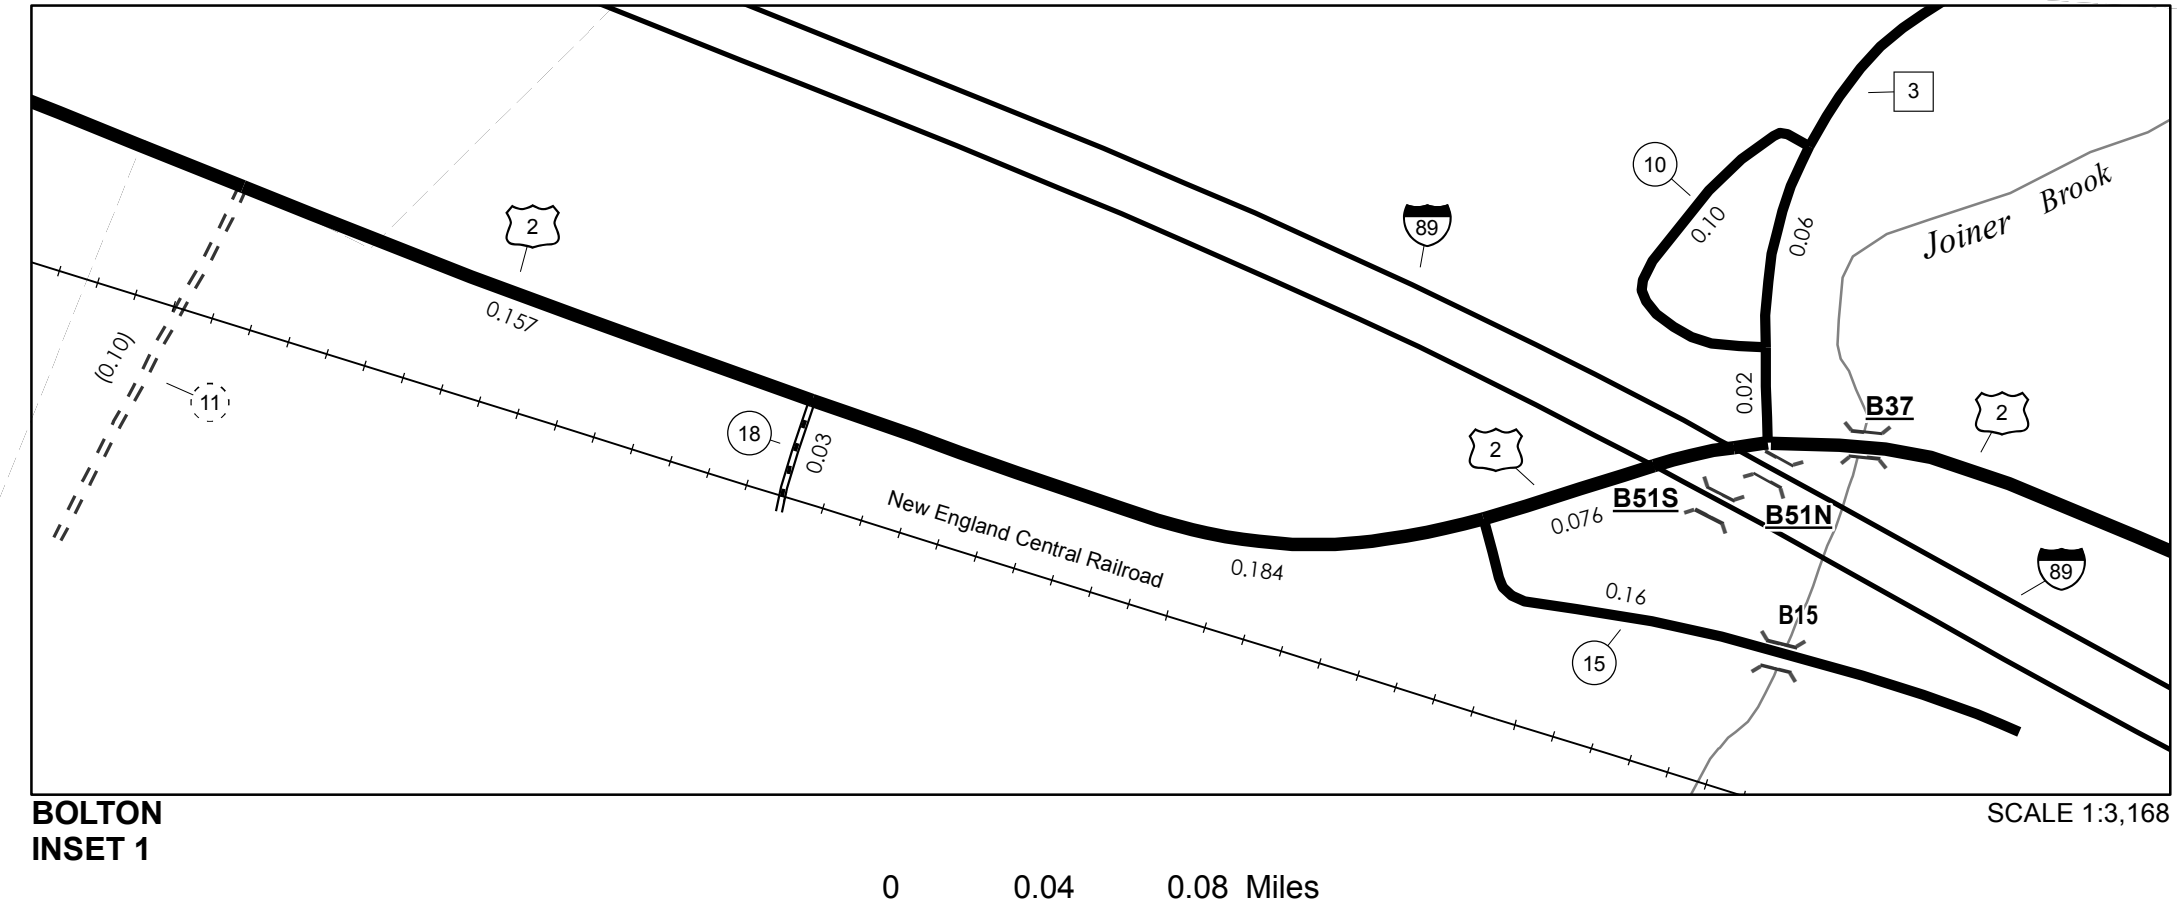 3
10
0.10
0.06
Joiner Brook
2
89
0.157
(0.10)
11
18
0.03
0.02
B37
2
2
B51S
B51N
0.076
New England Central Railroad
0.184
89
0.16
B15
15
BOLTON
INSET 1
SCALE 1:3,168
0 0.04 0.08 Miles